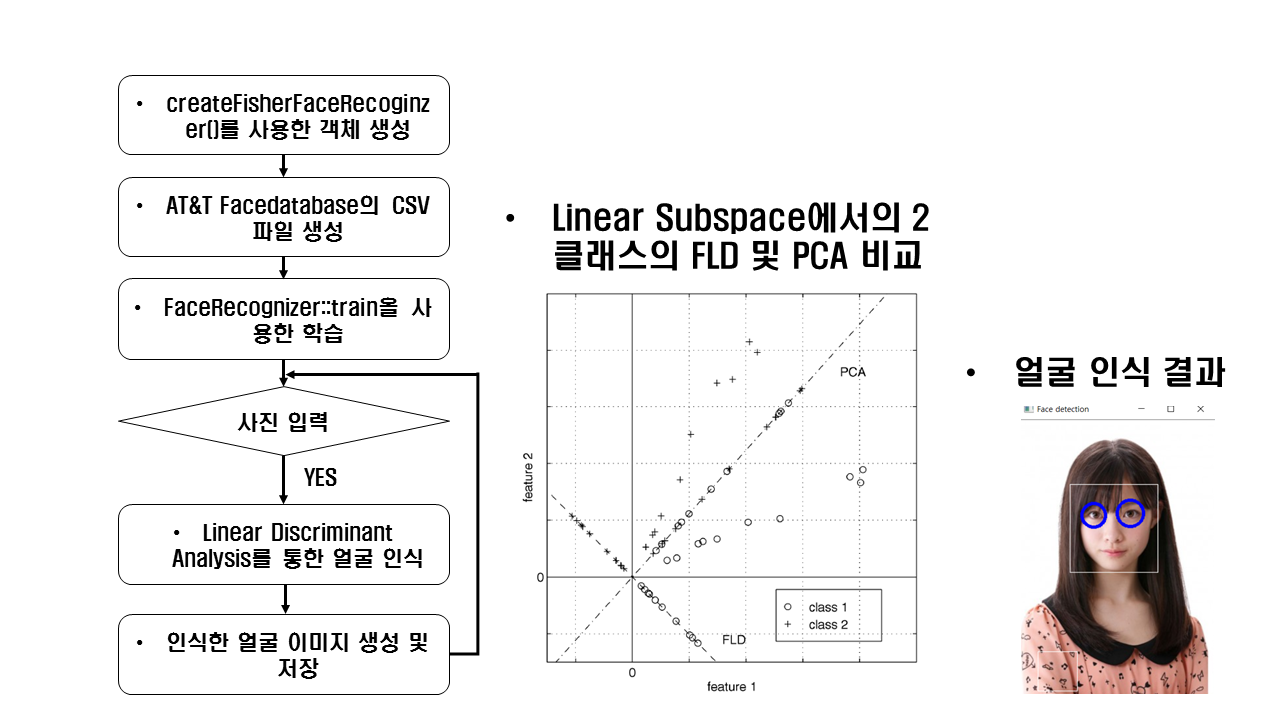 • createFisherFaceRecoginz
er()를 사용한 객체 생성
• AT&T Facedatabase의 CSV
파일 생성
• FaceRecognizer::train올 사
용한 학습
사진 입력
YES
• Linear Discriminant
Analysis를 통한 얼굴 인식
• 인식한 얼굴 이미지 생성 및
저장
• Linear Subspace에서의 2
클래스의 FLD 및 PCA 비교
PCA
feature 2
0
class 1
class 2
FLD
0
feature 1
• 얼굴 인식 결과
Face detection